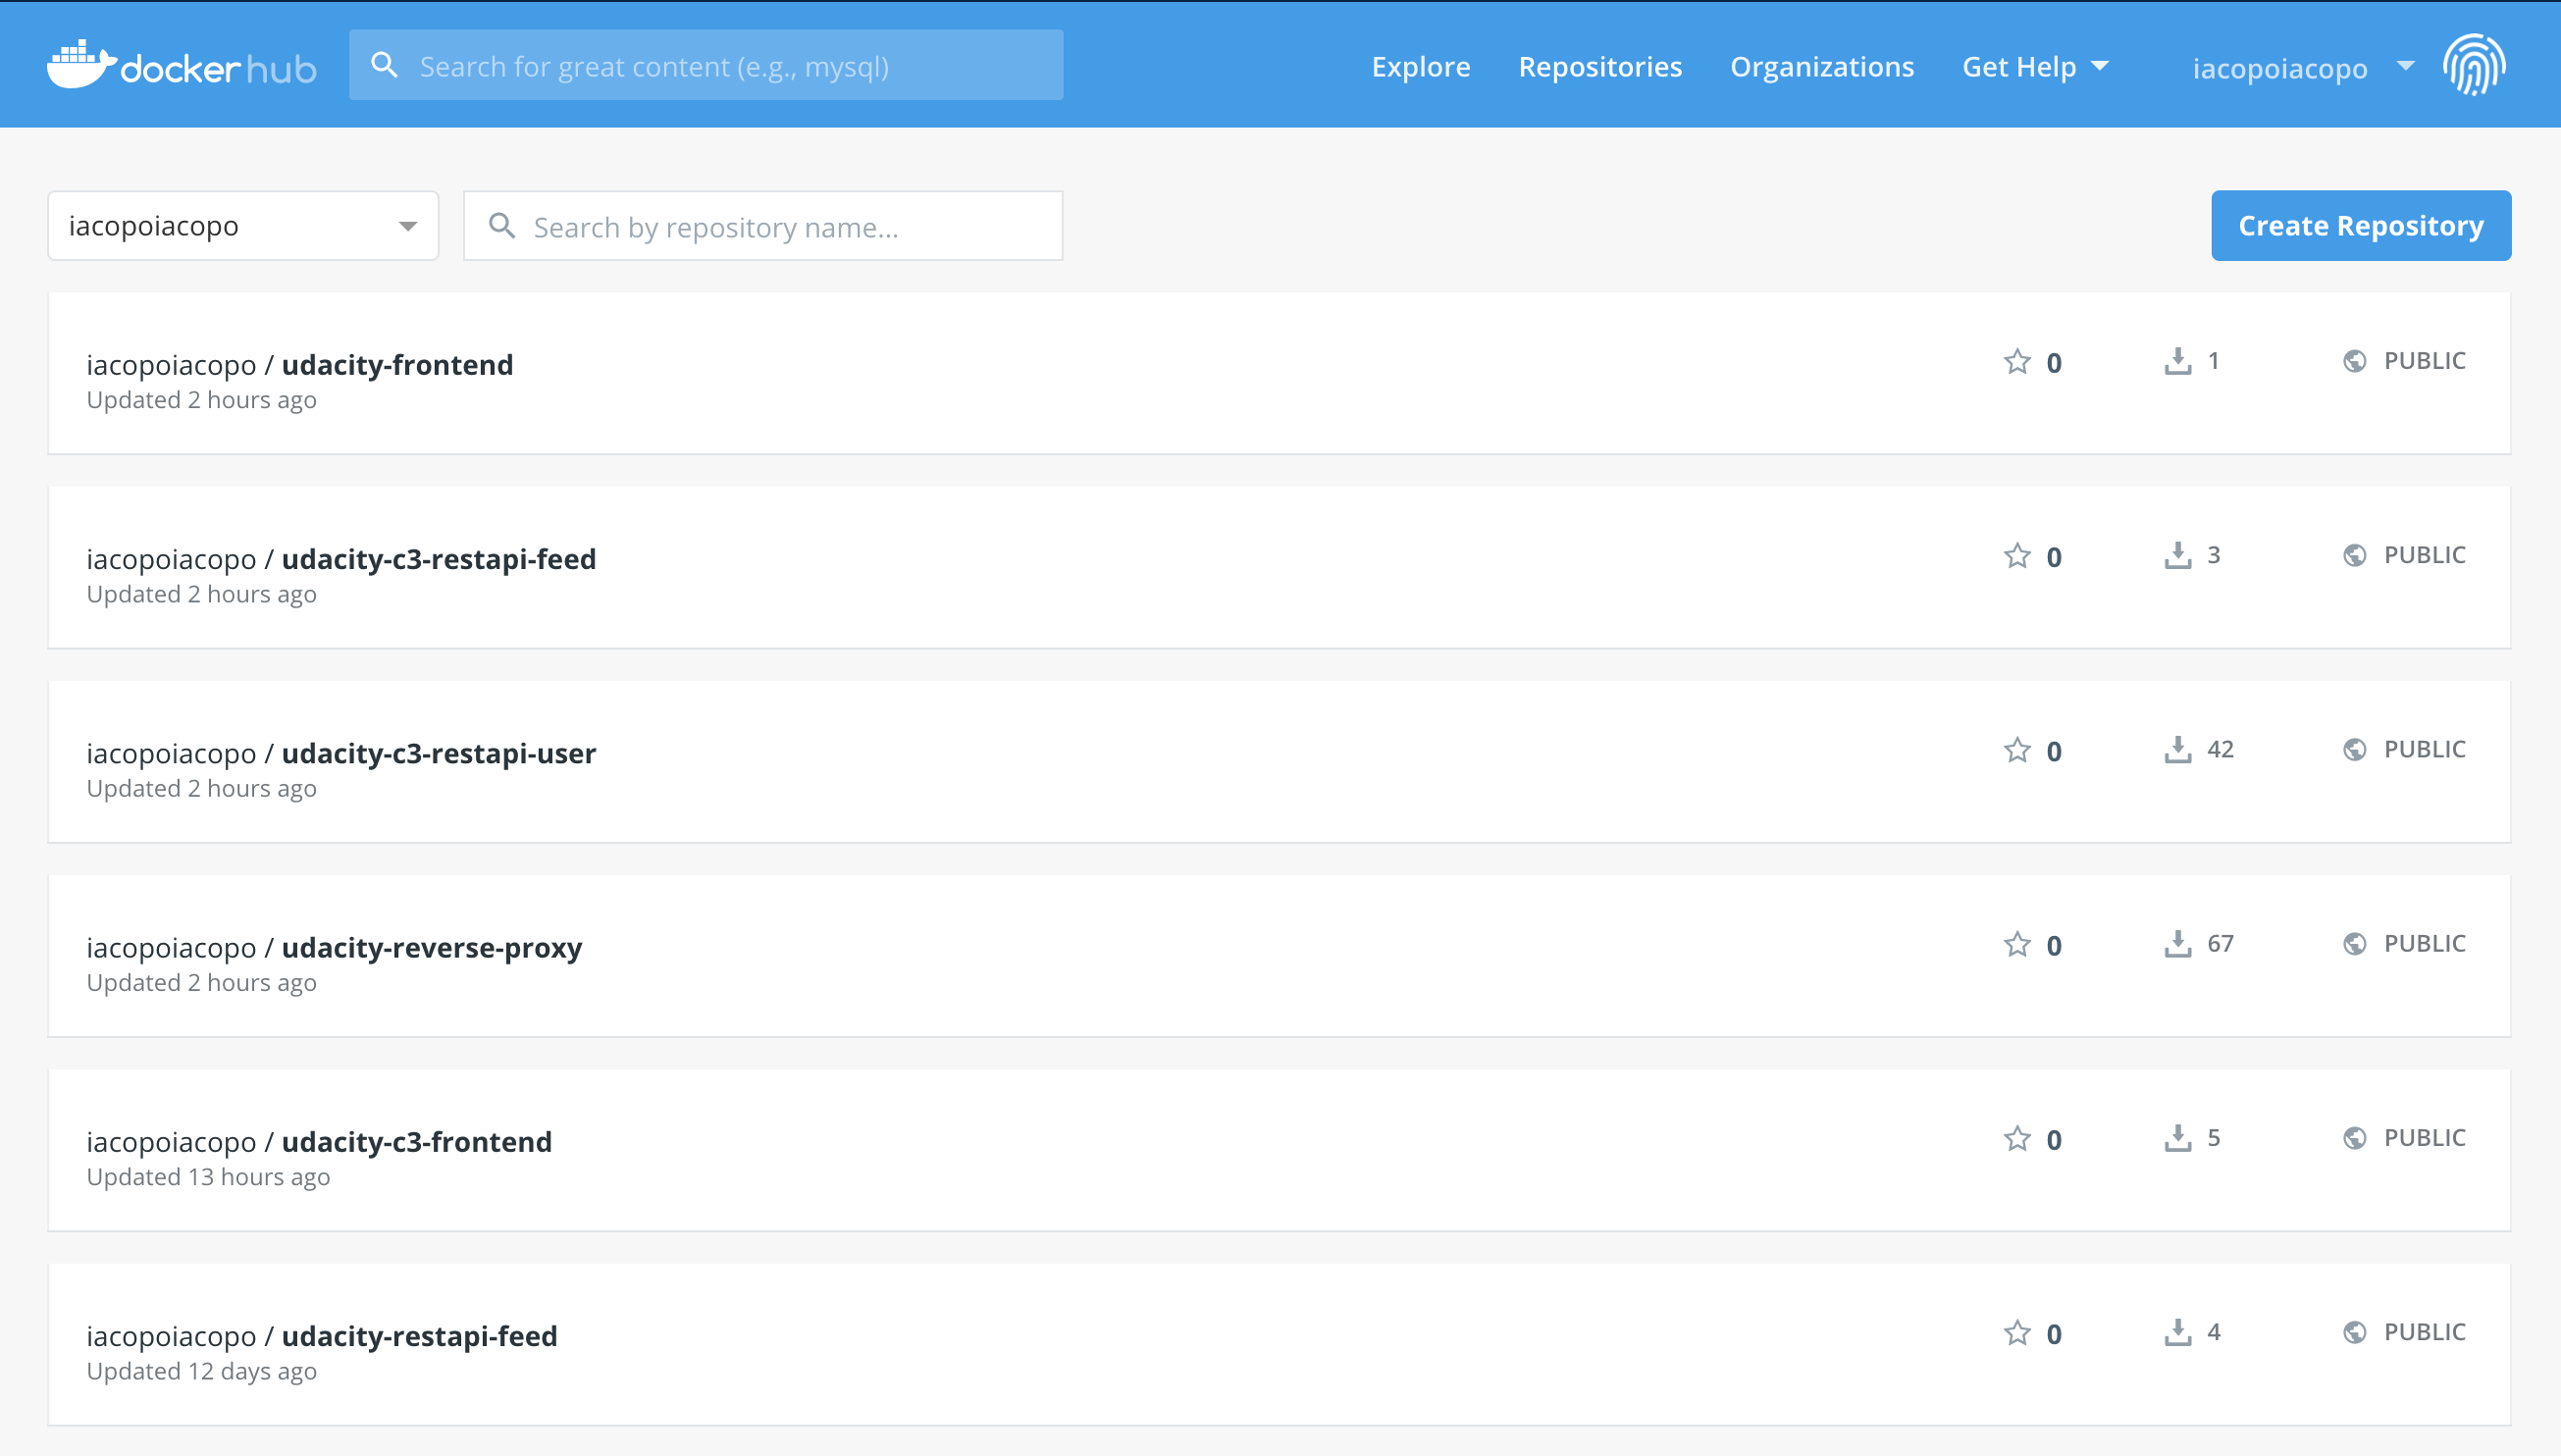 docker hub
Search for great content (e.g., mysql)
Explore Repositories Organizations Get Help iacopoiacopo
iacopoiacopo Search by repository name... Create Repository
iacopoiacopo / udacity-frontend 0 1 PUBLIC
Updated 2 hours ago
iacopoiacopo / udacity-c3-restapi-feed 0 3 PUBLIC
Updated 2 hours ago
iacopoiacopo / udacity-c3-restapi-user 0 42 PUBLIC
Updated 2 hours ago
iacopoiacopo / udacity-reverse-proxy 0 67 PUBLIC
Updated 2 hours ago
iacopoiacopo / udacity-c3-frontend 0 5 PUBLIC
Updated 13 hours ago
iacopoiacopo / udacity-restapi-feed 0 4 PUBLIC
Updated 12 days ago